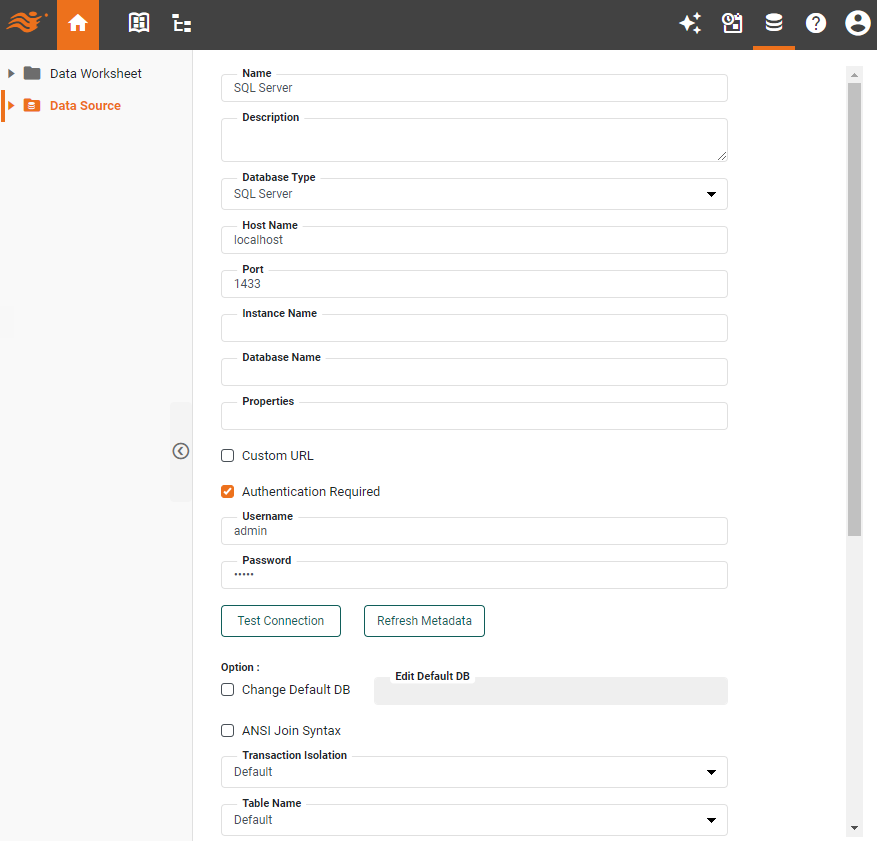 Data Worksheet
Data Source
Name
SQL Server
Description
Database Type
SQL Server
Host Name
localhost
Port
1433
Instance Name
Database Name
Properties
Custom URL
Authentication Required
Username
admin
Password
•••••
Test Connection
Refresh Metadata
Option :
Change Default DB
Edit Default DB
ANSI Join Syntax
Transaction Isolation
Default
Table Name
Default